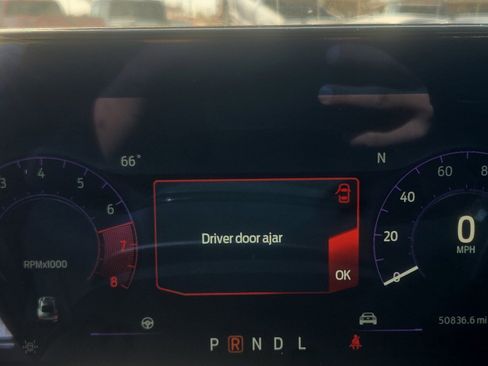 66°
N
3 4 5 6 7 8
RPMx1000
Driver door ajar
OK
0 20 40 60 80
0
MPH
50836.6 mi
P R N D L